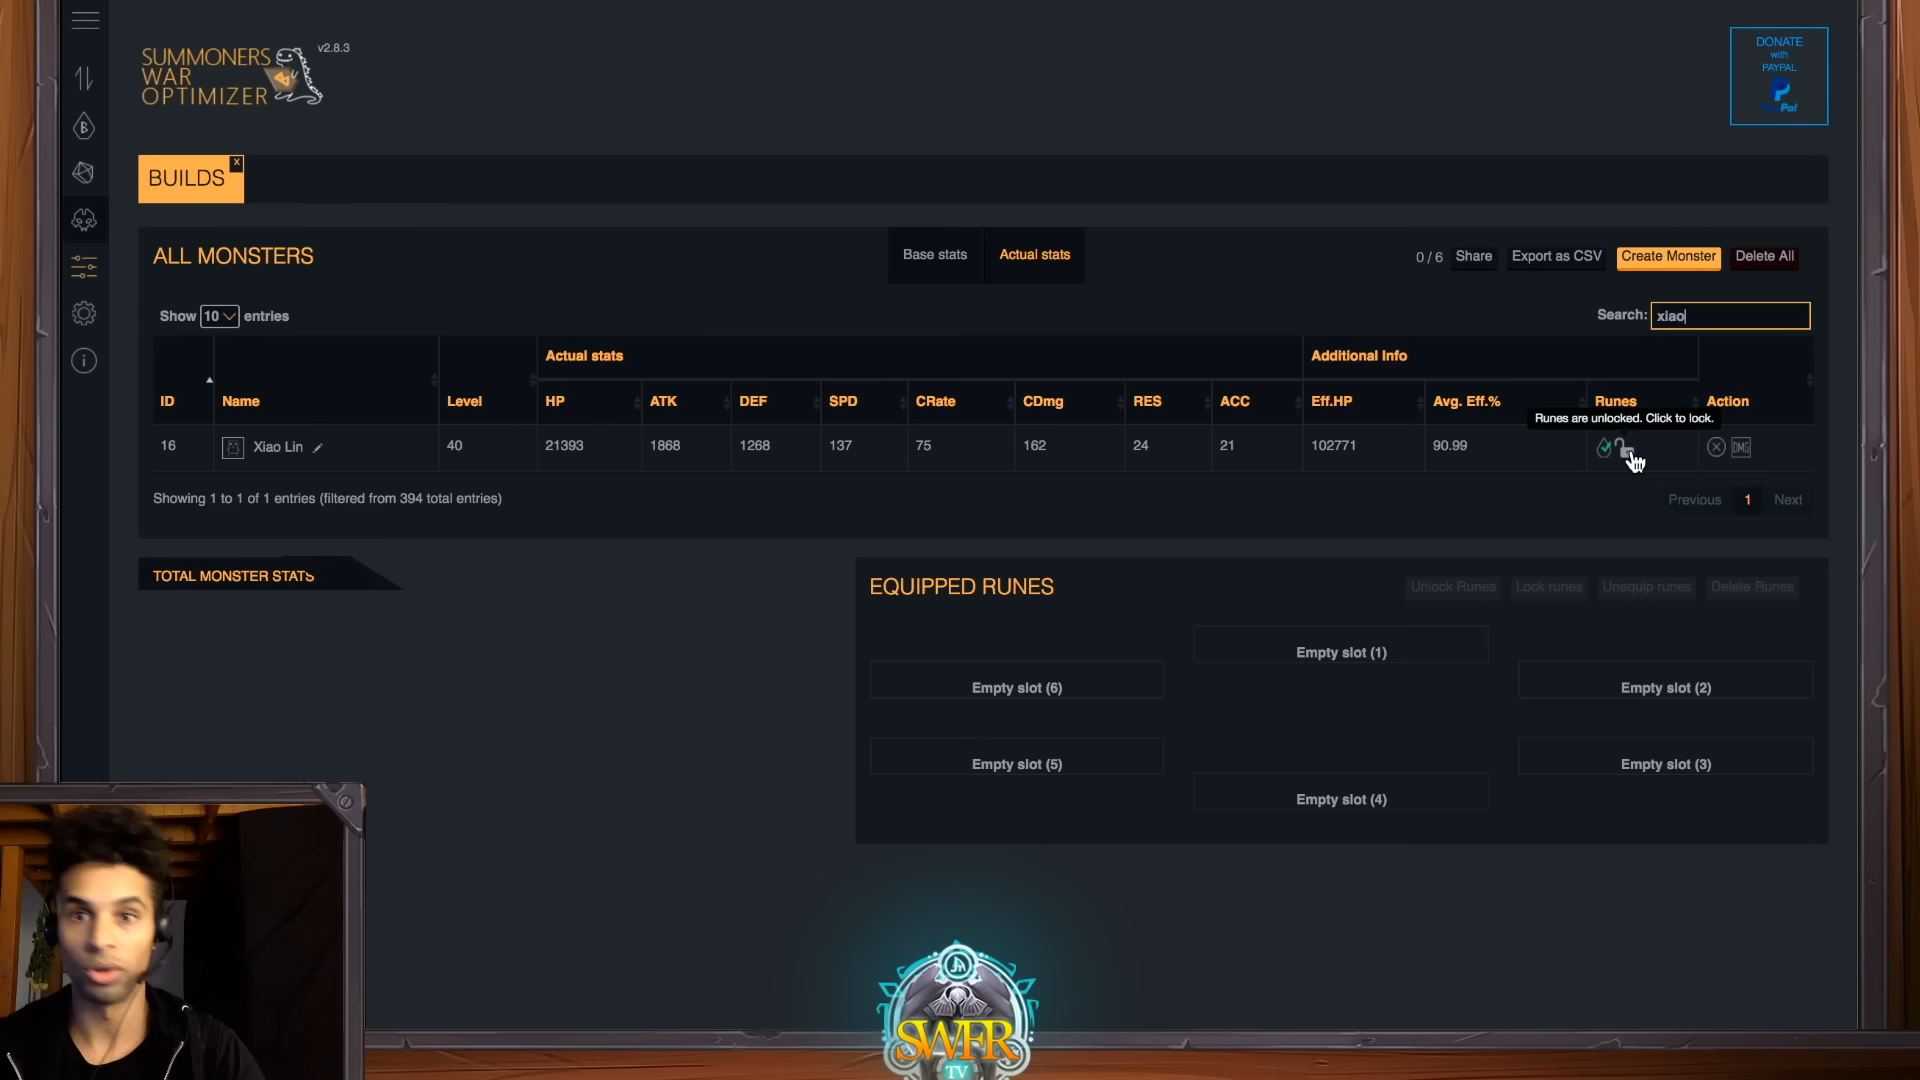 SUMMONERS
WAR
OPTIMIZER
v2.8.3
DONATE
with
PAYPAL
PayPal
BUILDS
x
ALL MONSTERS
Base stats
Actual stats
0 / 6
Share
Export as CSV
Create Monster
Delete All
Show 10 entries
Search: xiao
Actual stats
Additional Info
ID
Name
Level
HP
ATK
DEF
SPD
CRate
CDmg
RES
ACC
Eff.HP
Avg. Eff.%
Runes
Action
Runes are unlocked. Click to lock.
16
Xiao Lin
40
21393
1868
1268
137
75
162
24
21
102771
90.99
DMG
Showing 1 to 1 of 1 entries (filtered from 394 total entries)
Previous
1
Next
TOTAL MONSTER STATS
EQUIPPED RUNES
Unlock Runes
Lock runes
Unequip runes
Delete Runes
Empty slot (1)
Empty slot (6)
Empty slot (2)
Empty slot (5)
Empty slot (3)
Empty slot (4)
SWFR
TV